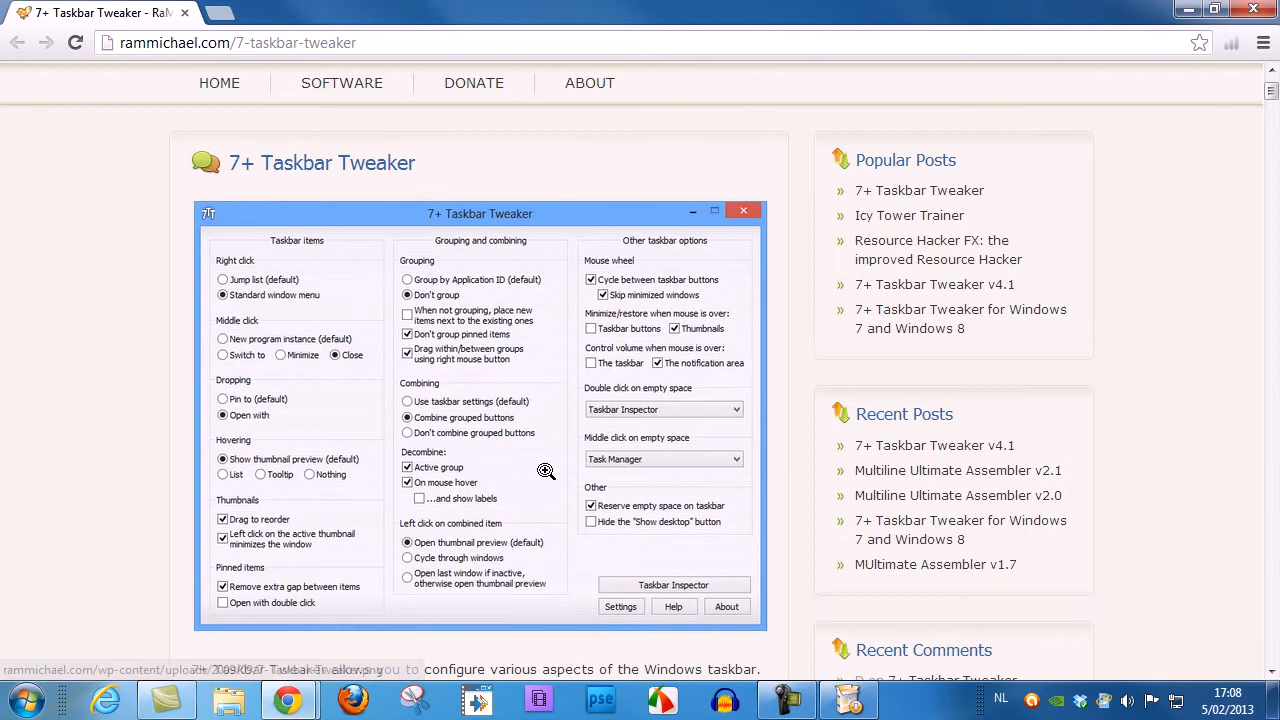 7+ Taskbar Tweaker - RaM
rammichael.com/7-taskbar-tweaker
HOME
SOFTWARE
DONATE
ABOUT
7+ Taskbar Tweaker
7+ Taskbar Tweaker
Taskbar items
Right click
Jump list (default)
Standard window menu
Middle click
New program instance (default)
Switch to
Minimize
Close
Dropping
Pin to (default)
Open with
Hovering
Show thumbnail preview (default)
List
Tooltip
Nothing
Thumbnails
Drag to reorder
Left click on the active thumbnail
minimizes the window
Pinned items
Remove extra gap between items
Open with double click
Grouping and combining
Grouping
Group by Application ID (default)
Don't group
When not grouping, place new
items next to the existing ones
Don't group pinned items
Drag within/between groups
using right mouse button
Combining
Use taskbar settings (default)
Combine grouped buttons
Don't combine grouped buttons
Decombine:
Active group
On mouse hover
...and show labels
Left click on combined item
Open thumbnail preview (default)
Cycle through windows
Open last window if inactive,
otherwise open thumbnail preview
Other taskbar options
Mouse wheel
Cycle between taskbar buttons
Skip minimized windows
Minimize/restore when mouse is over:
Taskbar buttons
Thumbnails
Control volume when mouse is over:
The taskbar
The notification area
Double click on empty space
Taskbar Inspector
Middle click on empty space
Task Manager
Other
Reserve empty space on taskbar
Hide the "Show desktop" button
Taskbar Inspector
Settings
Help
About
configure various aspects of the Windows taskbar.
Popular Posts
» 7+ Taskbar Tweaker
» Icy Tower Trainer
» Resource Hacker FX: the
improved Resource Hacker
» 7+ Taskbar Tweaker v4.1
» 7+ Taskbar Tweaker for Windows
7 and Windows 8
Recent Posts
» 7+ Taskbar Tweaker v4.1
» Multiline Ultimate Assembler v2.1
» Multiline Ultimate Assembler v2.0
» 7+ Taskbar Tweaker for Windows
7 and Windows 8
» MUltimate Assembler v1.7
Recent Comments
pse
NL
17:08
5/02/2013